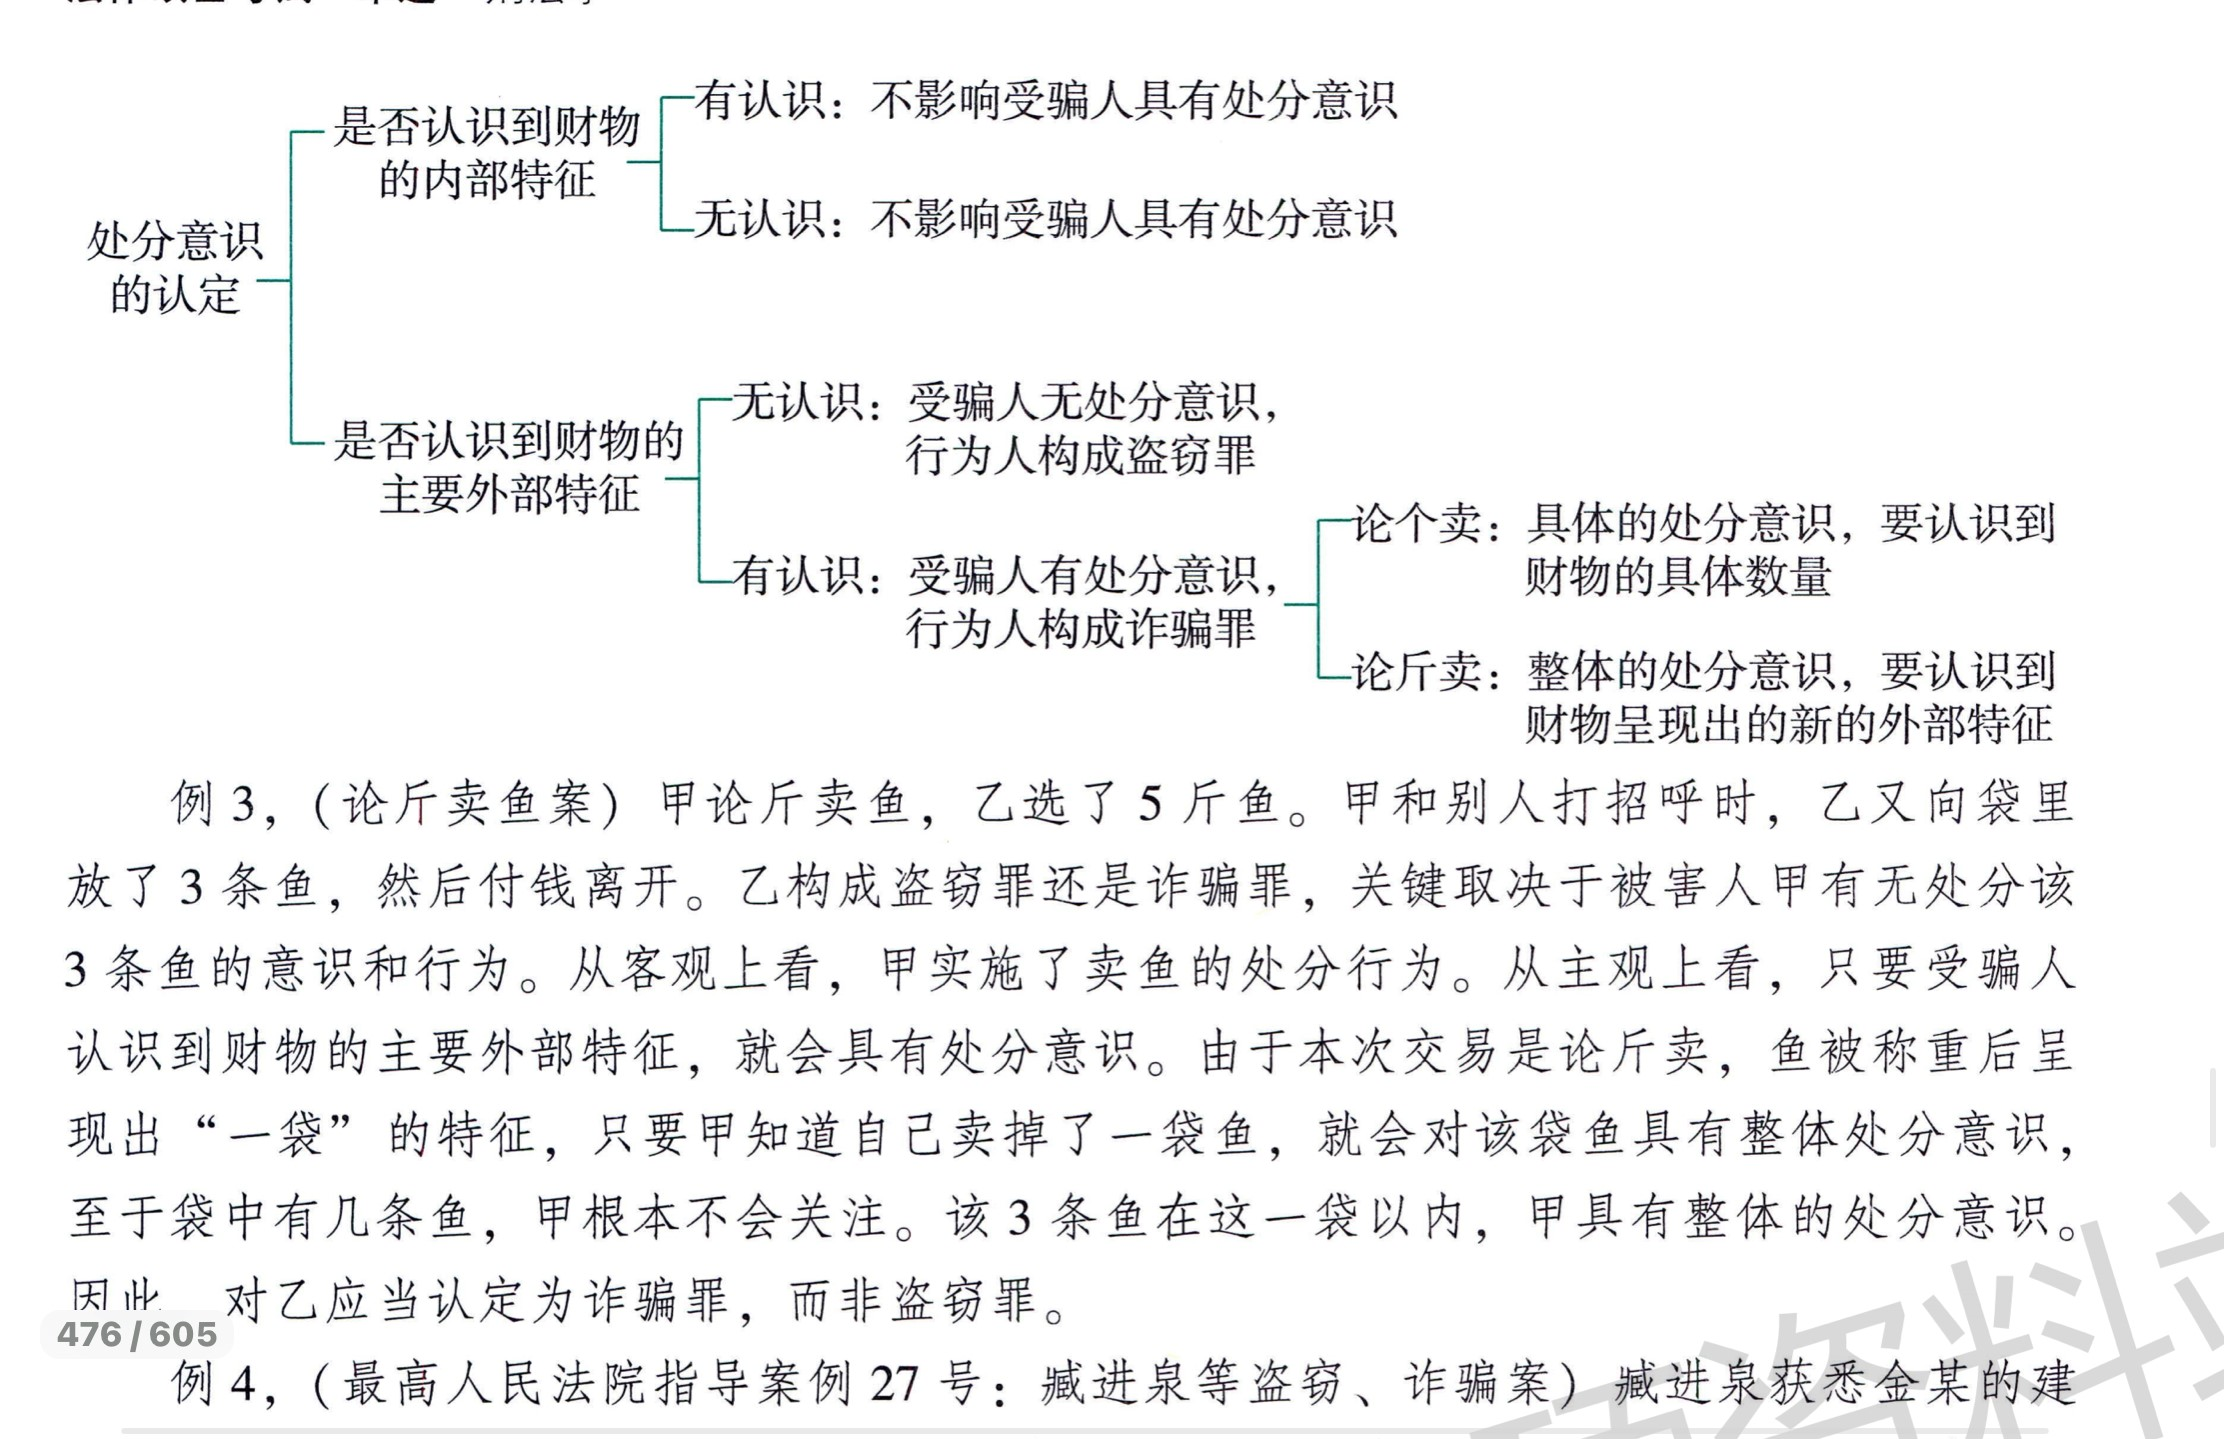 是否认识到财物
的内部特征
有认识：不影响受骗人具有处分意识
无认识：不影响受骗人具有处分意识
处分意识
的认定
是否认识到财物的
主要外部特征
无认识：受骗人无处分意识，
行为人构成盗窃罪
有认识：受骗人有处分意识，
行为人构成诈骗罪
论个卖：具体的处分意识，要认识到
财物的具体数量
论斤卖：整体的处分意识，要认识到
财物呈现出的新的外部特征
例3，（论斤卖鱼案）甲论斤卖鱼，乙选了5斤鱼。甲和别人打招呼时，乙又向袋里
放了3条鱼，然后付钱离开。乙构成盗窃罪还是诈骗罪，关键取决于被害人甲有无处分该
3条鱼的意识和行为。从客观上看，甲实施了卖鱼的处分行为。从主观上看，只要受骗人
认识到财物的主要外部特征，就会具有处分意识。由于本次交易是论斤卖，鱼被称重后呈
现出“一袋”的特征，只要甲知道自己卖掉了一袋鱼，就会对该袋鱼具有整体处分意识，
至于袋中有几条鱼，甲根本不会关注。该3条鱼在这一袋以内，甲具有整体的处分意识。
因此 对乙应当认定为诈骗罪，而非盗窃罪。
476 / 605
例4，（最高人民法院指导案例27号：臧进泉等盗窃、诈骗案）臧进泉获悉金某的建
资料